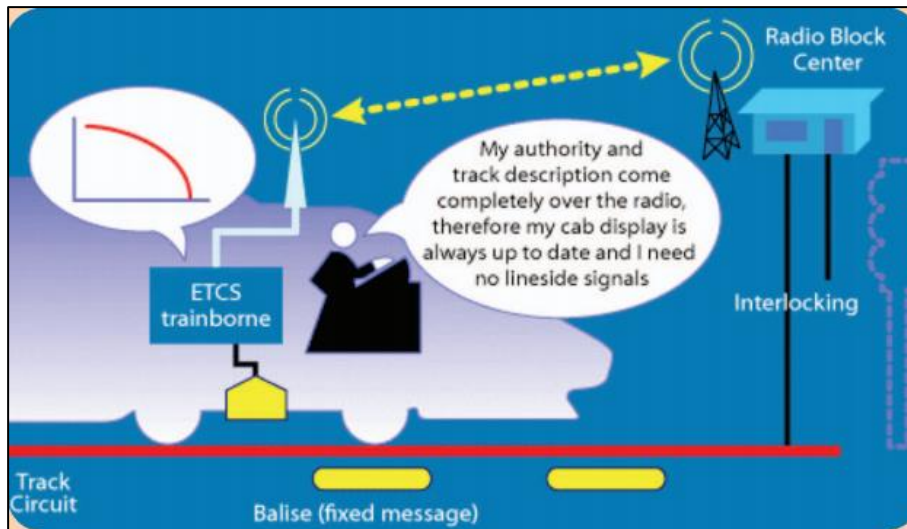 Radio Block
Center
My authority and
track description come
completely over the radio,
therefore my cab display is
always up to date and I need
no lineside signals
ETCS
trainborne
Interlocking
Track
Circuit
Balise (fixed message)